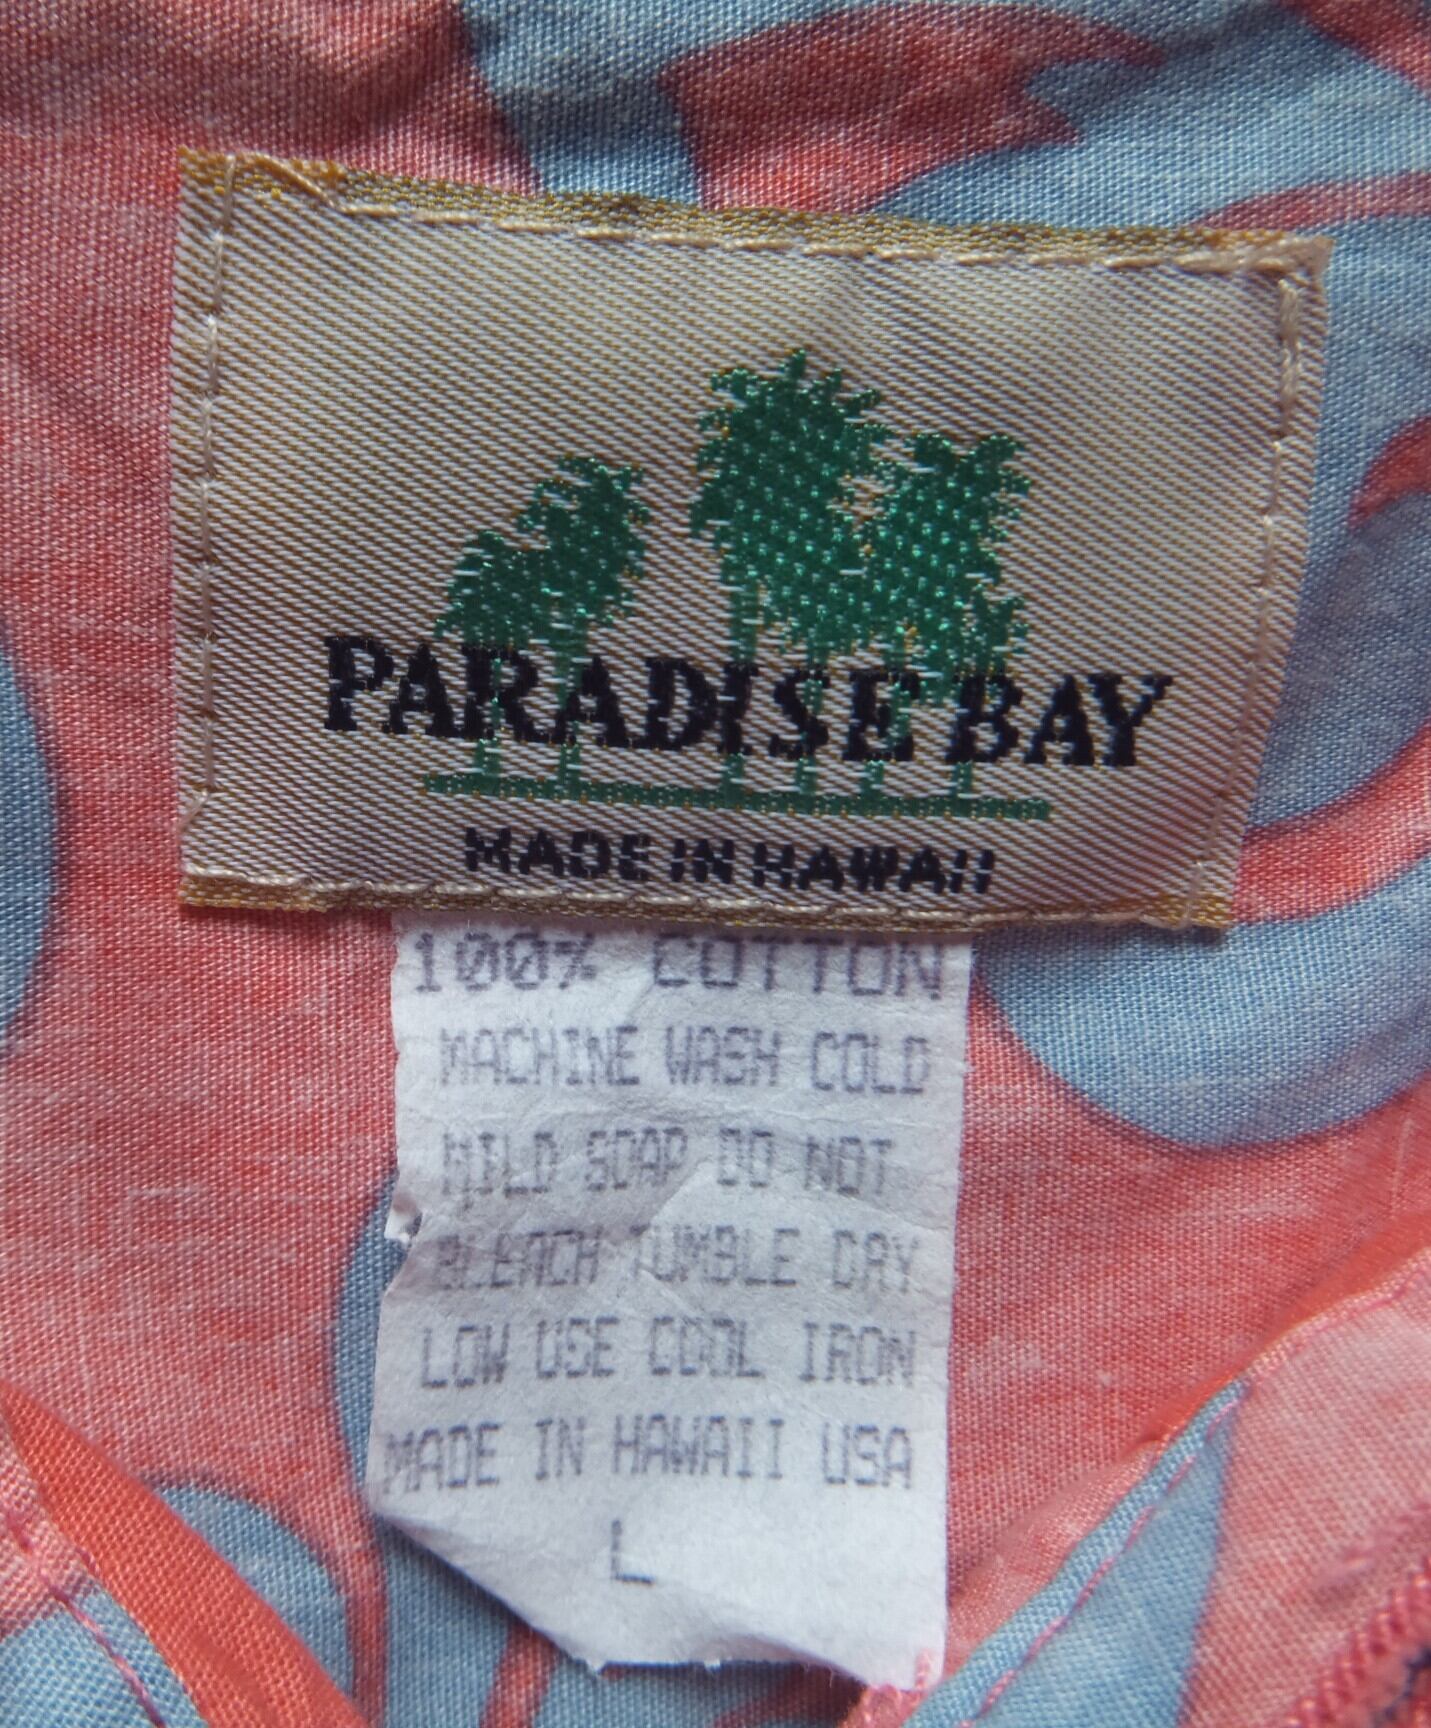 PARADISE BAY
MADE IN HAWAII
100% COTTON
MACHINE WASH COLD
MILD SOAP DO NOT
BLEACH TUMBLE DRY
LOW USE COOL IRON
MADE IN HAWAII USA
L